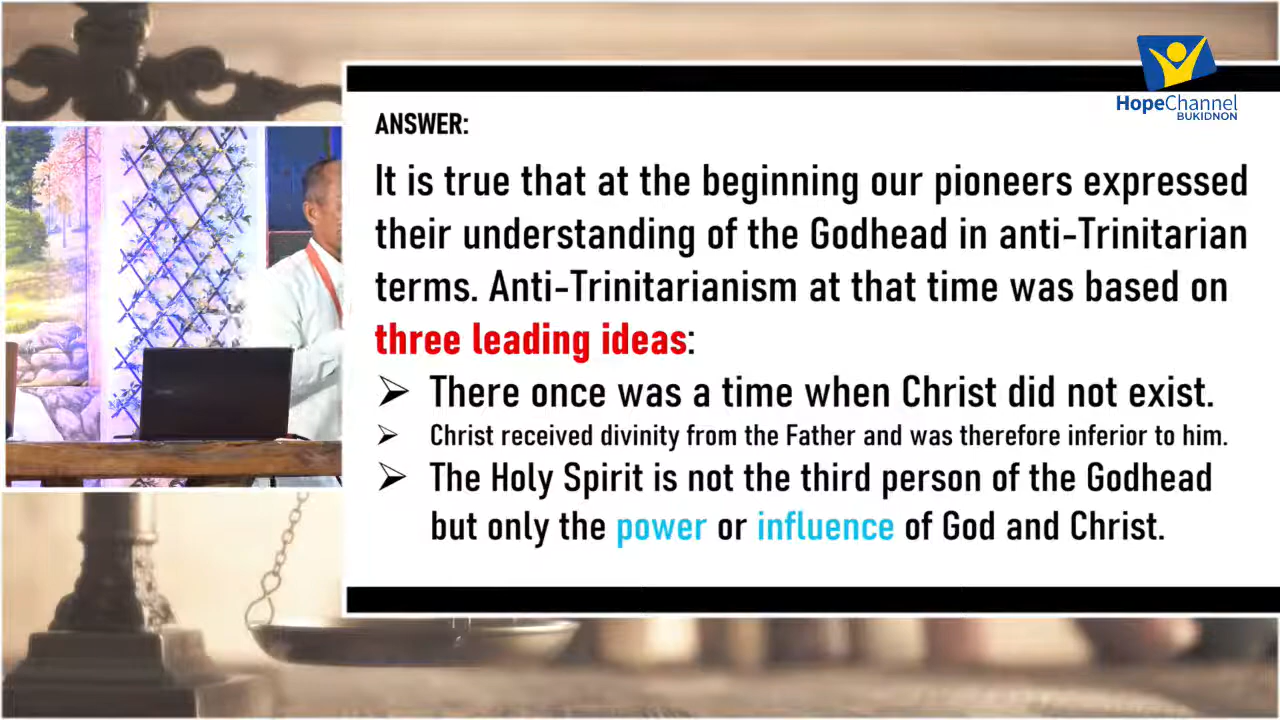 HopeChannel
BUKIDNON
ANSWER:
It is true that at the beginning our pioneers expressed
their understanding of the Godhead in anti-Trinitarian
terms. Anti-Trinitarianism at that time was based on
three leading ideas:
➢ There once was a time when Christ did not exist.
➢ Christ received divinity from the Father and was therefore inferior to him.
➢ The Holy Spirit is not the third person of the Godhead
but only the power or influence of God and Christ.